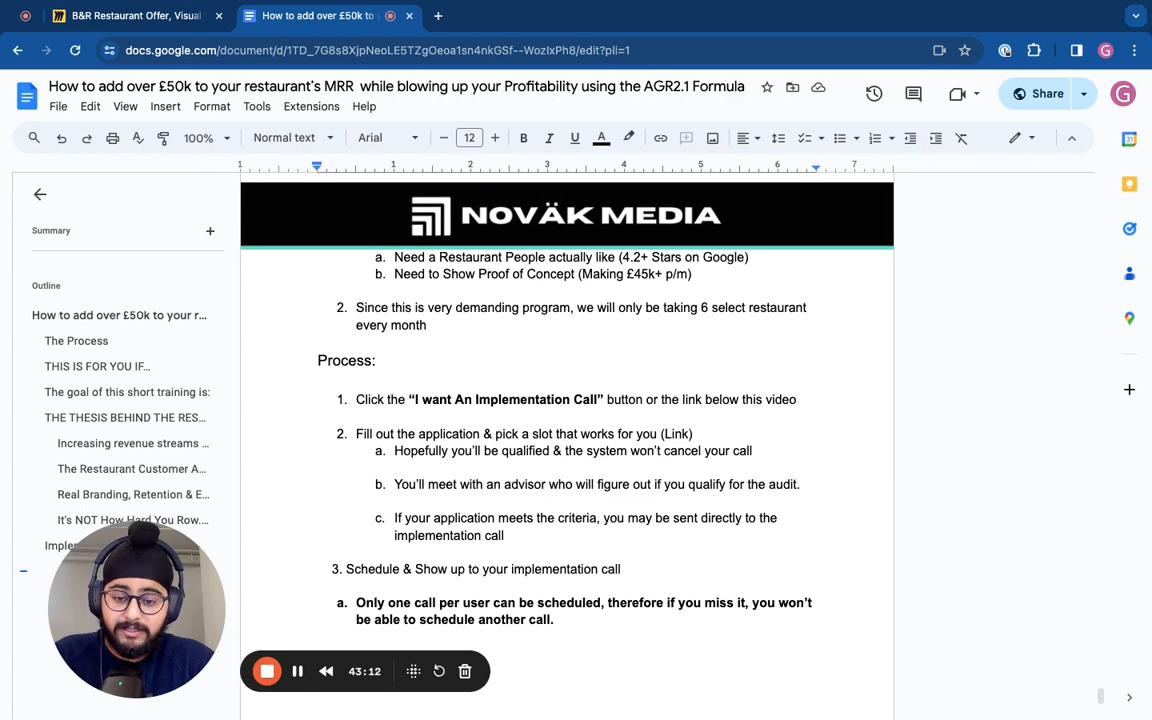 B&R Restaurant Offer, Visual
How to add over £50k to y
docs.google.com/document/d/1TD_7G8s8XjpNeoLE5TZgOeoa1sn4nkGSf--WozIxPh8/edit?pli=1
How to add over £50k to your restaurant's MRR while blowing up your Profitability using the AGR2.1 Formula
File Edit View Insert Format Tools Extensions Help
Share
G
100% Normal text Arial 12 B I U A
1 1 2 3 4 5 6 7
Summary
Outline
How to add over £50k to your r...
The Process
THIS IS FOR YOU IF...
The goal of this short training is:
THE THESIS BEHIND THE RES...
Increasing revenue streams ...
The Restaurant Customer A...
Real Branding, Retention & E...
It's NOT How Hard You Row....
NOVÄK MEDIA
a. Need a Restaurant People actually like (4.2+ Stars on Google)
b. Need to Show Proof of Concept (Making £45k+ p/m)
2. Since this is very demanding program, we will only be taking 6 select restaurant
every month
Process:
1. Click the “I want An Implementation Call” button or the link below this video
2. Fill out the application & pick a slot that works for you (Link)
a. Hopefully you’ll be qualified & the system won’t cancel your call
b. You’ll meet with an advisor who will figure out if you qualify for the audit.
c. If your application meets the criteria, you may be sent directly to the
implementation call
3. Schedule & Show up to your implementation call
a. Only one call per user can be scheduled, therefore if you miss it, you won’t
be able to schedule another call.
43:12